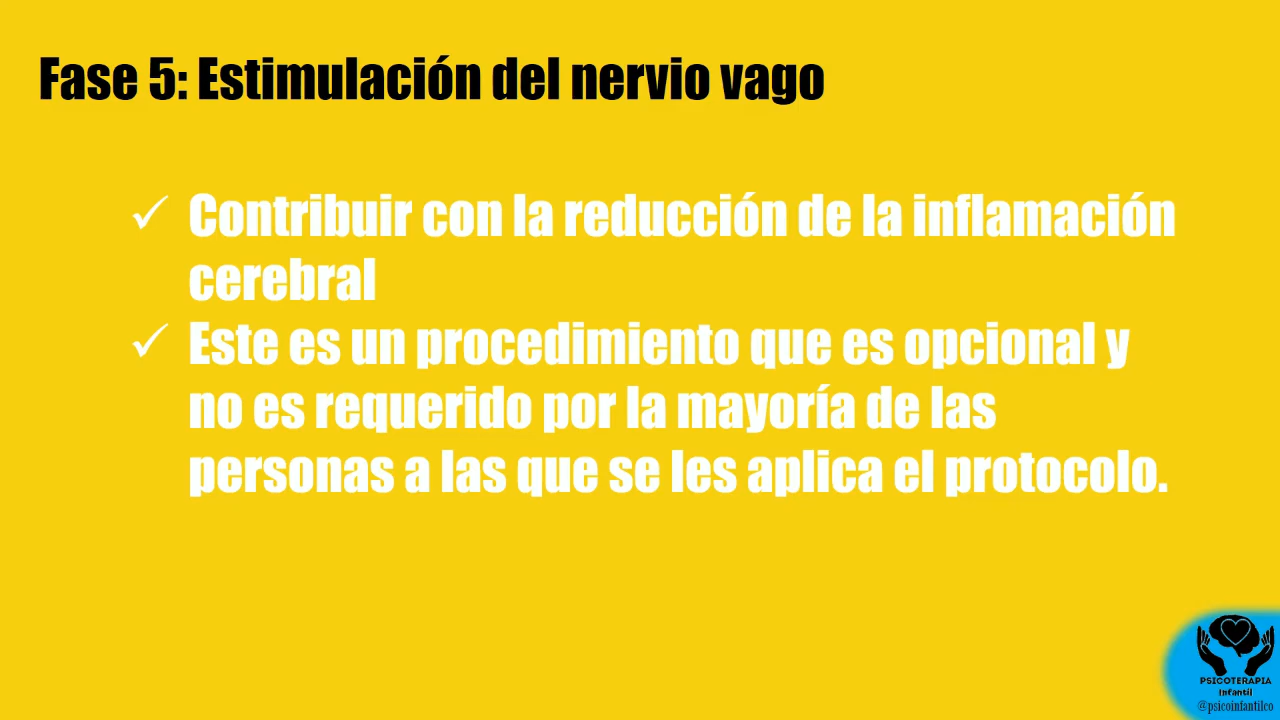 Fase 5: Estimulación del nervio vago
Contribuir con la reducción de la inflamación
cerebral
Este es un procedimiento que es opcional y
no es requerido por la mayoría de las
personas a las que se les aplica el protocolo.
PSICOTERAPIA
Infantil
@psicoinfantilco